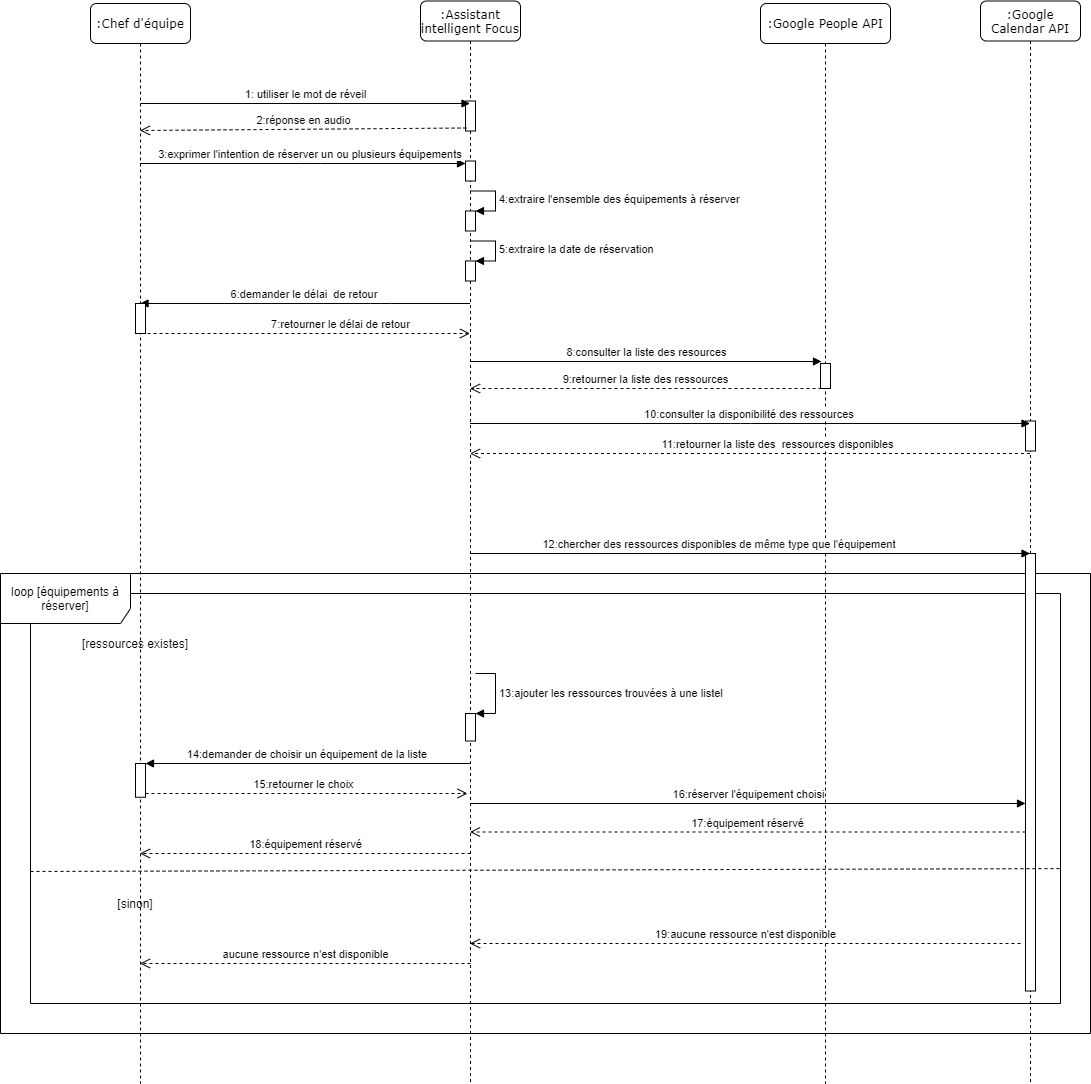 :Chef d'équipe
:Assistant
intelligent Focus
:Google People API
:Google
Calendar API
1: utiliser le mot de réveil
2:réponse en audio
3:exprimer l'intention de réserver un ou plusieurs équipements
4:extraire l'ensemble des équipements à réserver
5:extraire la date de réservation
6:demander le délai  de retour
7:retourner le délai de retour
8:consulter la liste des resources
9:retourner la liste des ressources
10:consulter la disponibilité des ressources
11:retourner la liste des  ressources disponibles
12:chercher des ressources disponibles de même type que l'équipement
loop [équipements à
réserver]
[ressources existes]
13:ajouter les ressources trouvées à une listel
14:demander de choisir un équipement de la liste
15:retourner le choix
16:réserver l'équipement choisi
17:équipement réservé
18:équipement réservé
[sinon]
19:aucune ressource n'est disponible
aucune ressource n'est disponible